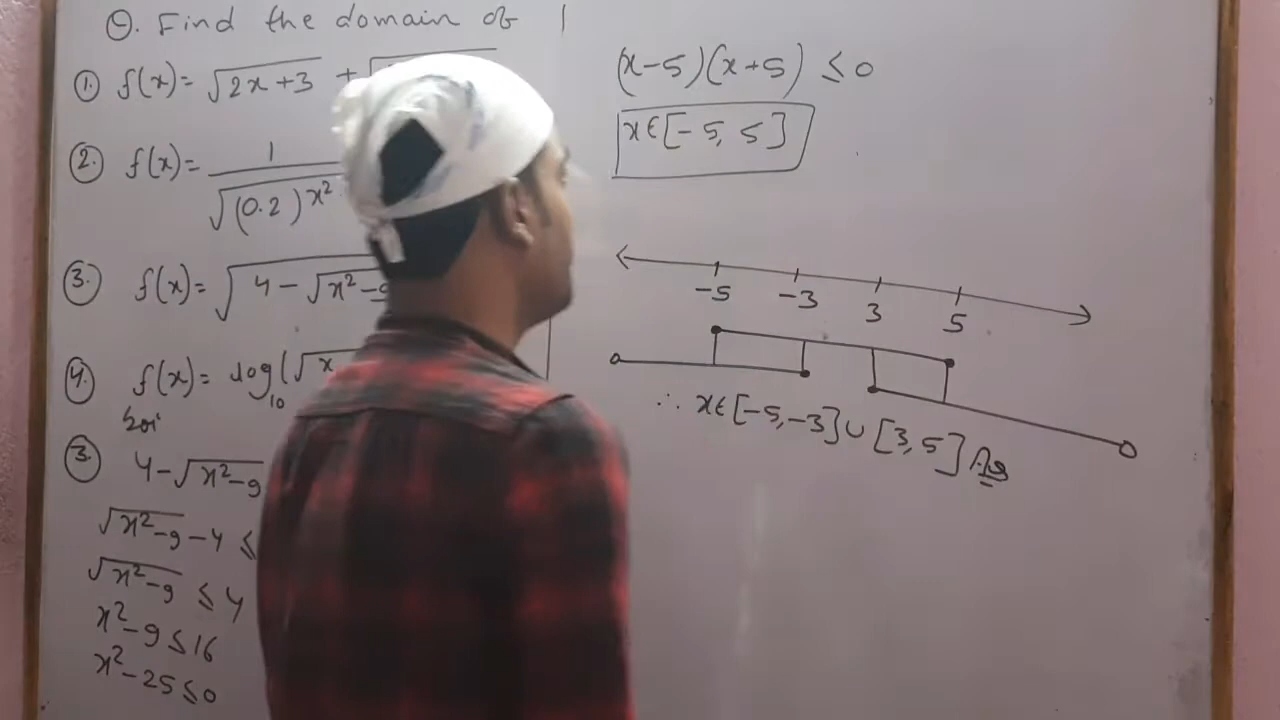 Q. Find the domain of
1. f(x)= √2x+3 + √
2. f(x)= 1/√(0.2)x²
3. f(x)= √4-√x²-9
4. f(x)= log₁₀(√x
Sol
3. 4-√x²-9
√x²-9 -4 ≤
√x²-9 ≤ 4
x²-9 ≤ 16
x²-25 ≤ 0
(x-5)(x+5) ≤ 0
x∈[-5, 5]
-5 -3 3 5
∴ x∈[-5,-3]∪[3,5] Ans